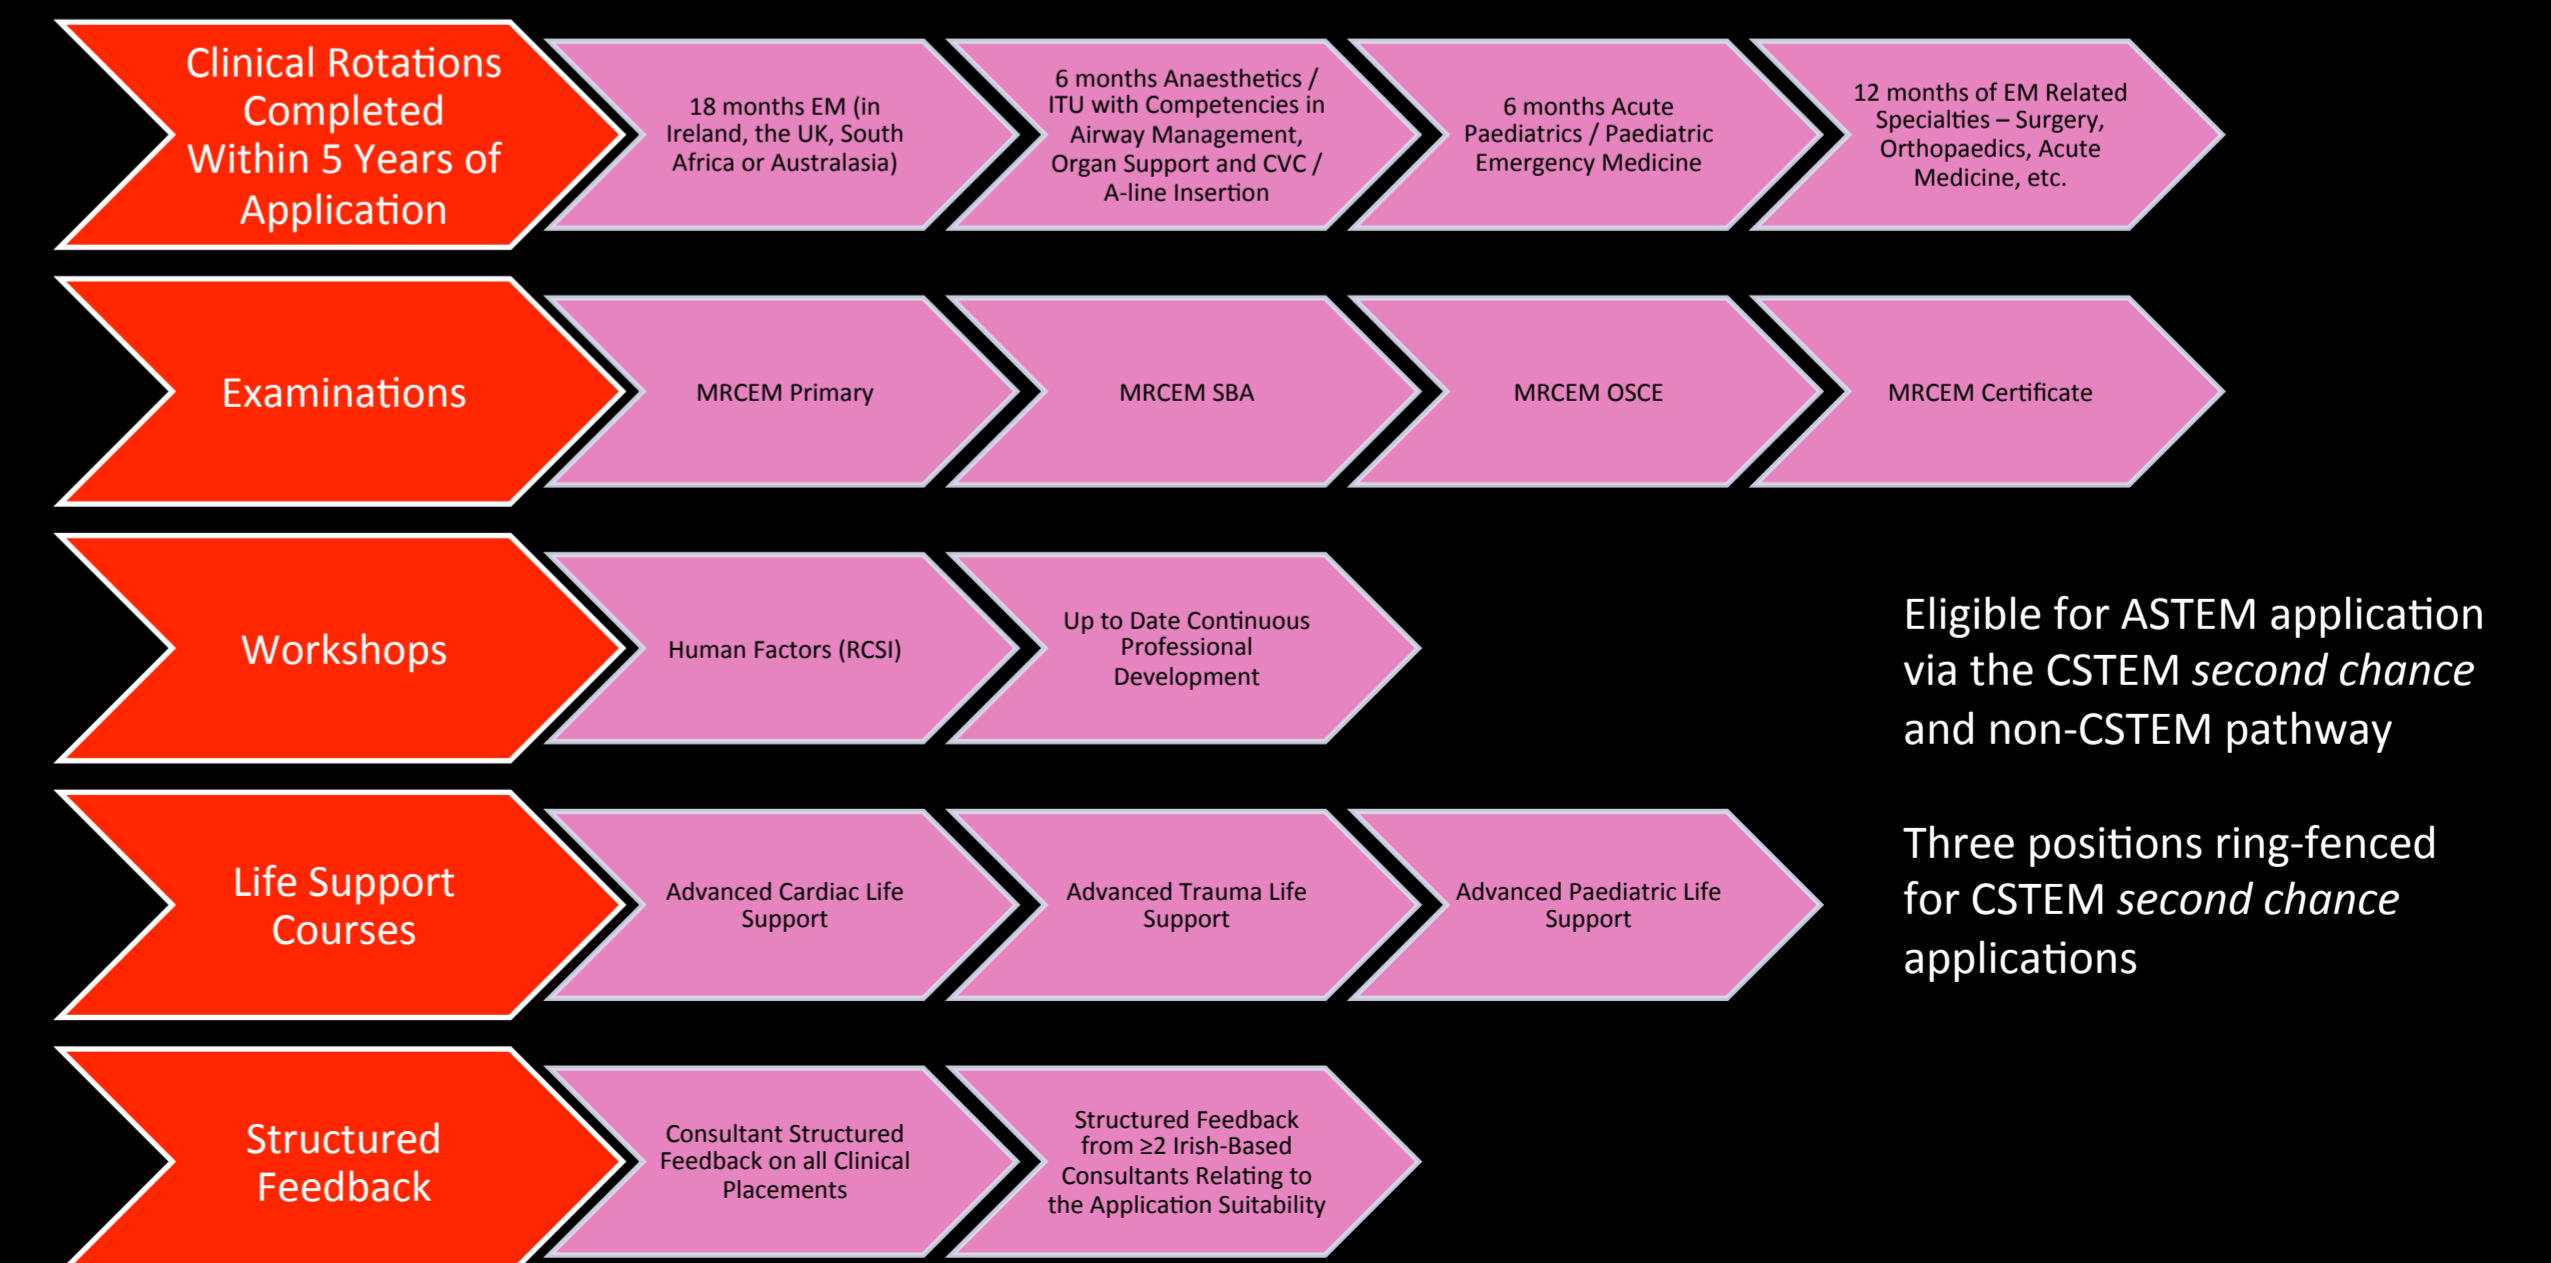 Clinical Rotations
Completed
Within 5 Years of
Application
18 months EM (in
Ireland, the UK, South
Africa or Australasia)
6 months Anaesthetics /
ITU with Competencies in
Airway Management,
Organ Support and CVC /
A-line Insertion
6 months Acute
Paediatrics / Paediatric
Emergency Medicine
12 months of EM Related
Specialties – Surgery,
Orthopaedics, Acute
Medicine, etc.
Examinations
MRCEM Primary
MRCEM SBA
MRCEM OSCE
MRCEM Certificate
Workshops
Human Factors (RCSI)
Up to Date Continuous
Professional
Development
Life Support
Courses
Advanced Cardiac Life
Support
Advanced Trauma Life
Support
Advanced Paediatric Life
Support
Structured
Feedback
Consultant Structured
Feedback on all Clinical
Placements
Structured Feedback
from ≥2 Irish-Based
Consultants Relating to
the Application Suitability
Eligible for ASTEM application
via the CSTEM second chance
and non-CSTEM pathway
Three positions ring-fenced
for CSTEM second chance
applications